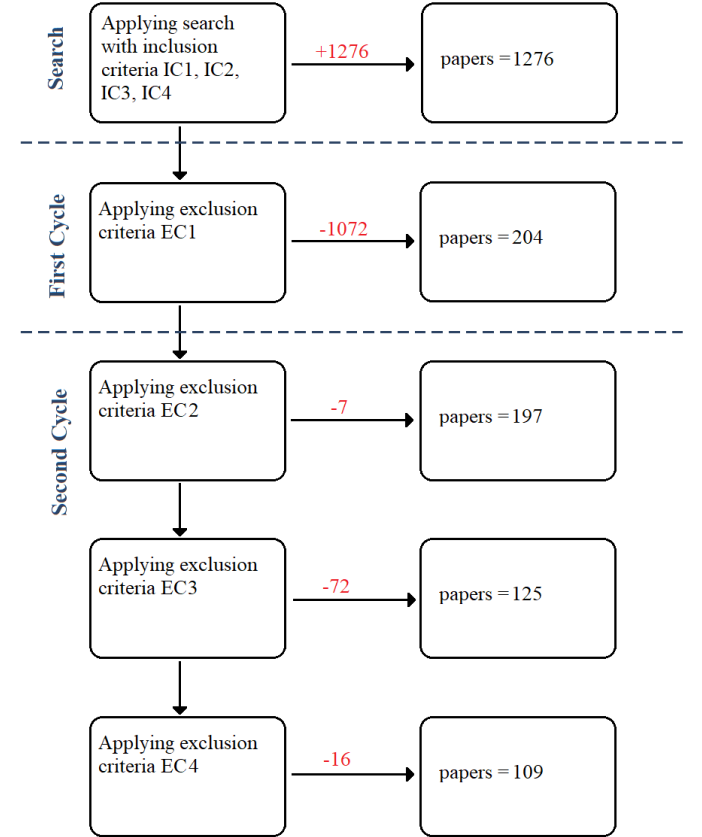 Search
Applying search
with inclusion
criteria IC1, IC2,
IC3, IC4
+1276
papers = 1276
First Cycle
Applying exclusion
criteria EC1
-1072
papers = 204
Second Cycle
Applying exclusion
criteria EC2
-7
papers = 197
Applying exclusion
criteria EC3
-72
papers = 125
Applying exclusion
criteria EC4
-16
papers = 109